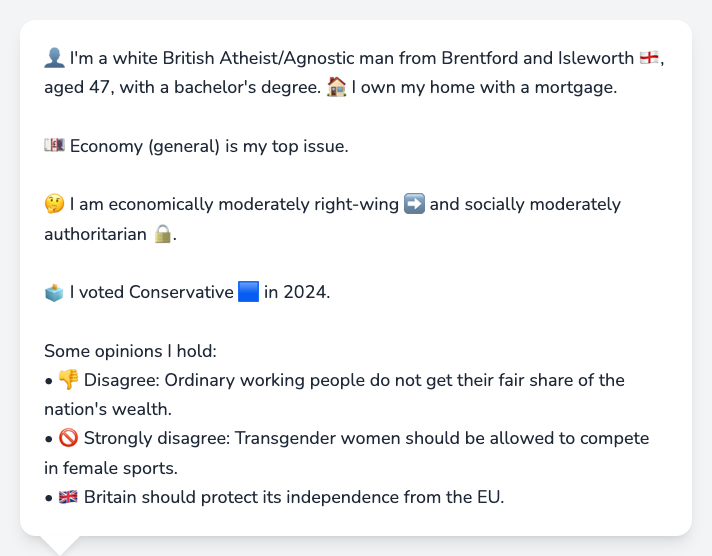 👤 I'm a white British Atheist/Agnostic man from Brentford and Isleworth 🏴󠁧󠁢󠁥󠁮󠁧󠁿,
aged 47, with a bachelor's degree. 🏠 I own my home with a mortgage.
💷 Economy (general) is my top issue.
🤔 I am economically moderately right-wing ➡️ and socially moderately
authoritarian 🔒.
🗳️ I voted Conservative 🟦 in 2024.
Some opinions I hold:
• 👎 Disagree: Ordinary working people do not get their fair share of the
nation's wealth.
• 🚫 Strongly disagree: Transgender women should be allowed to compete
in female sports.
• 🇬🇧 Britain should protect its independence from the EU.